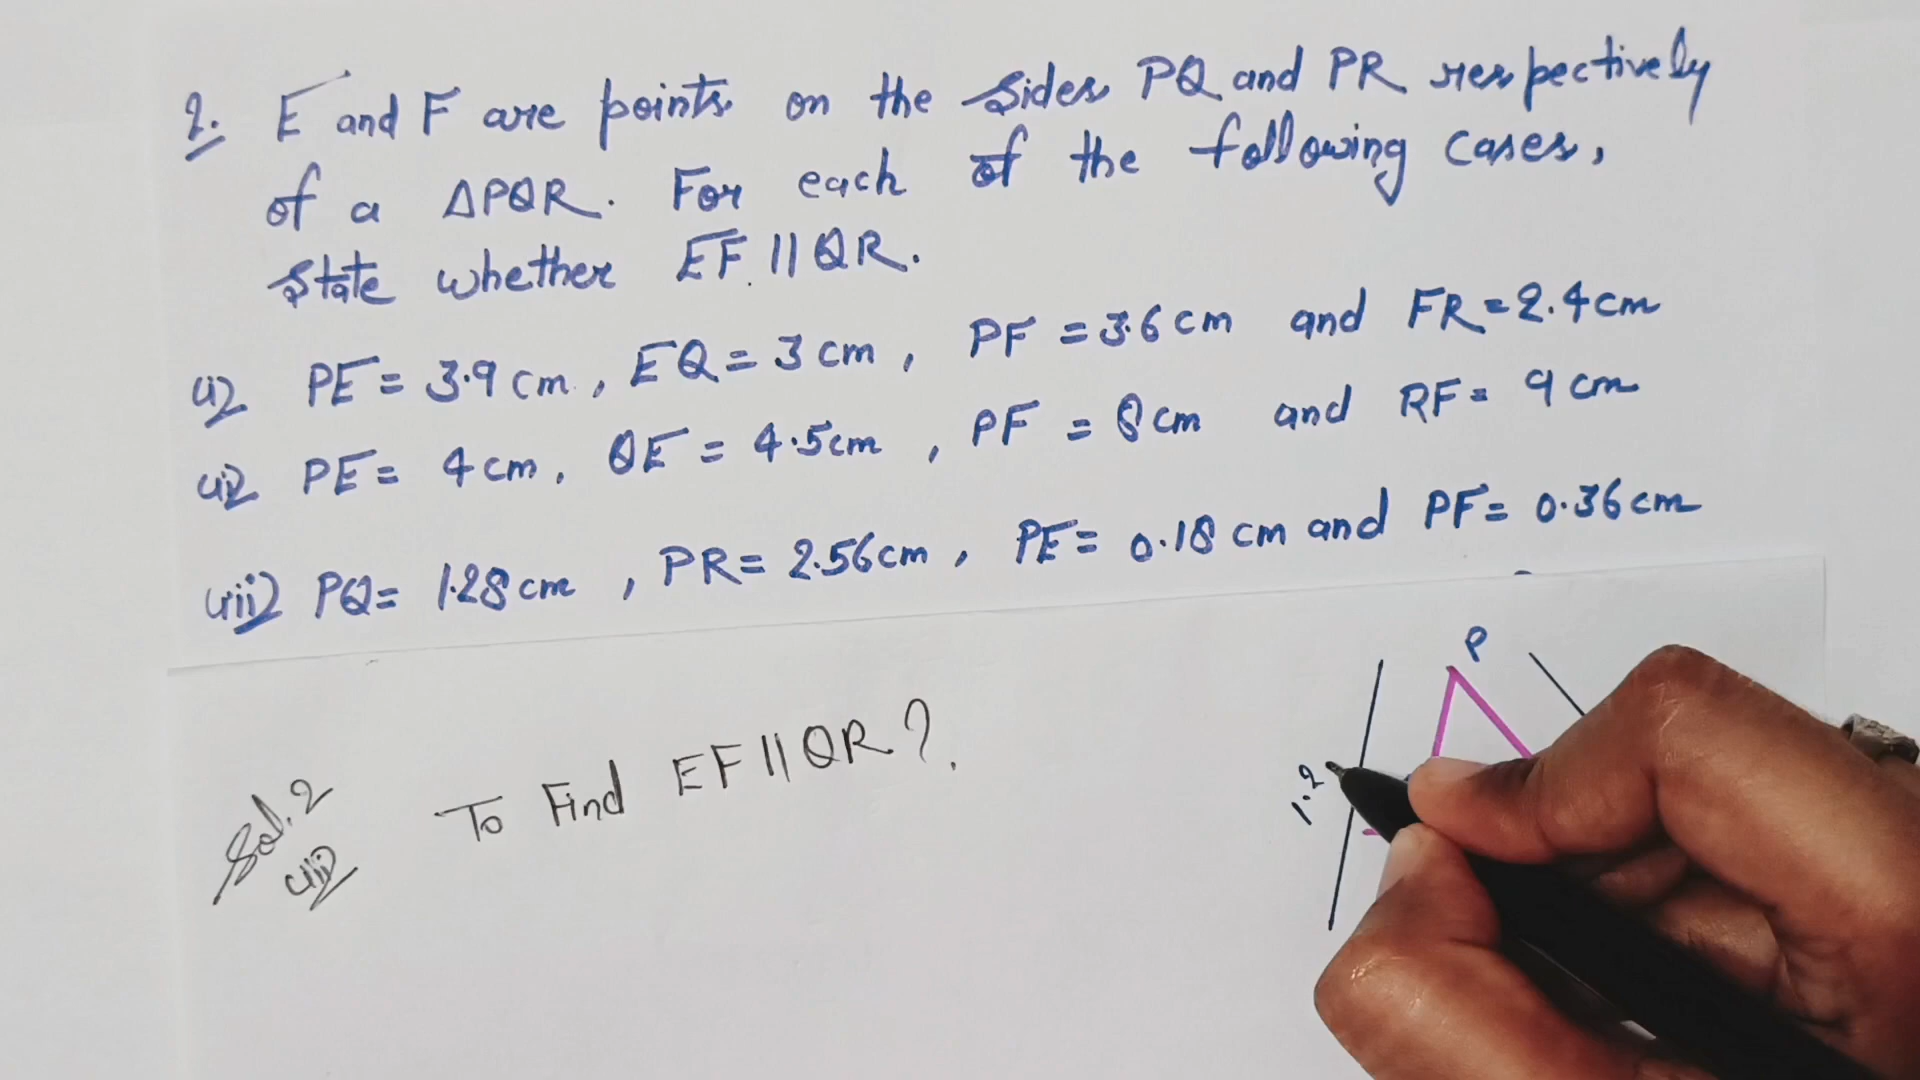 2. E and F are points on the sides PQ and PR respectively
of a ΔPQR. For each of the following cases,
state whether EF || QR.
(i) PE = 3.9 cm, EQ = 3 cm, PF = 3.6 cm and FR = 2.4 cm
(ii) PE = 4 cm, QE = 4.5 cm, PF = 8 cm and RF = 9 cm
(iii) PQ = 1.28 cm, PR = 2.56 cm, PE = 0.18 cm and PF = 0.36 cm
P
Sol. 2 To Find EF || QR?.
(iii)
1.2